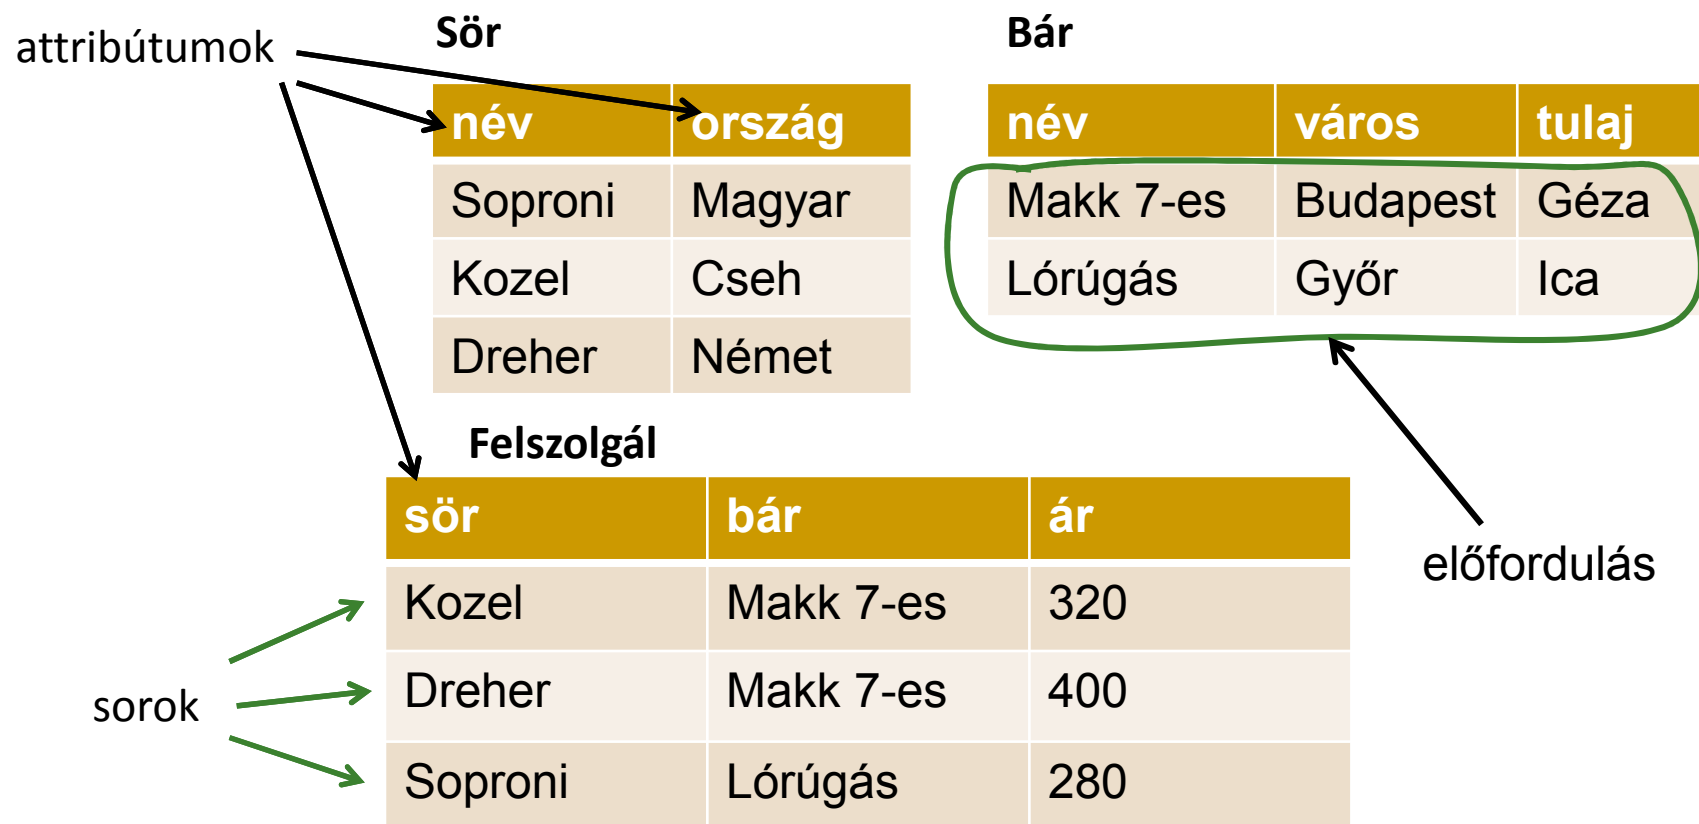 attribútumok
Sör
név ország
Soproni Magyar
Kozel Cseh
Dreher Német
Bár
név város tulaj
Makk 7-es Budapest Géza
Lórúgás Győr Ica
előfordulás
Felszolgál
sör bár ár
Kozel Makk 7-es 320
Dreher Makk 7-es 400
Soproni Lórúgás 280
sorok